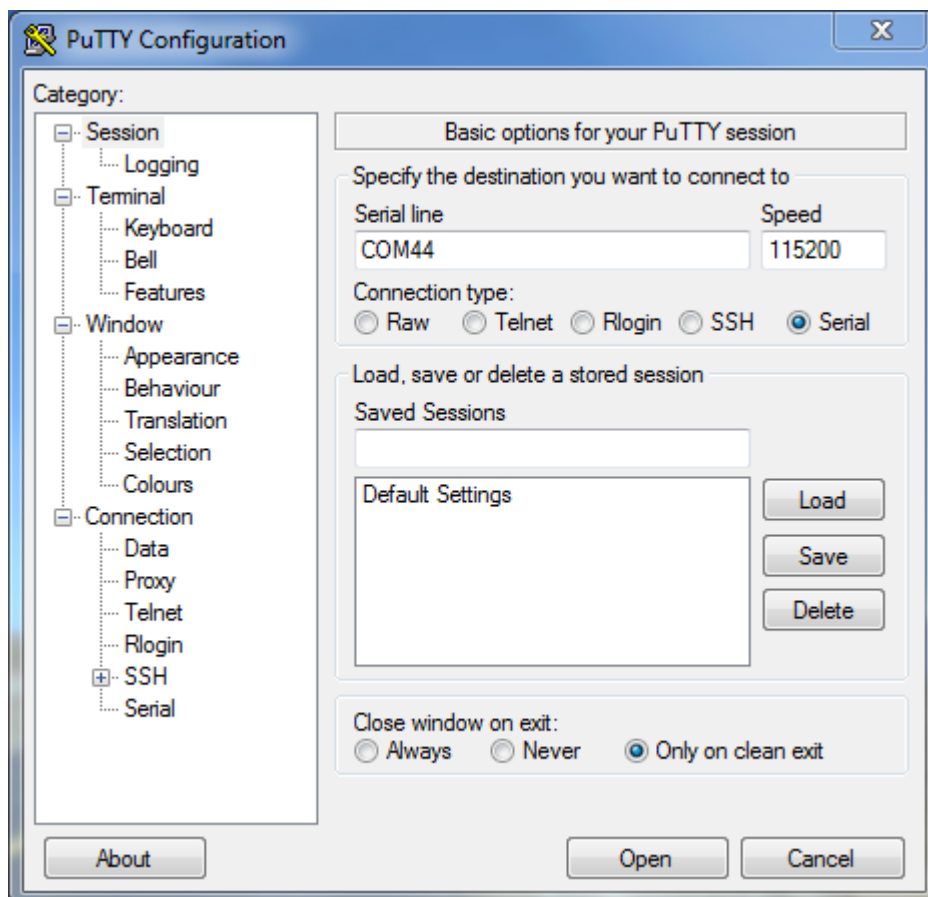 PuTTY Configuration
Category:
Session
Logging
Terminal
Keyboard
Bell
Features
Window
Appearance
Behaviour
Translation
Selection
Colours
Connection
Data
Proxy
Telnet
Rlogin
SSH
Serial
Basic options for your PuTTY session
Specify the destination you want to connect to
Serial line Speed
COM44 115200
Connection type:
Raw Telnet Rlogin SSH Serial
Load, save or delete a stored session
Saved Sessions
Default Settings
Load
Save
Delete
Close window on exit:
Always Never Only on clean exit
About Open Cancel